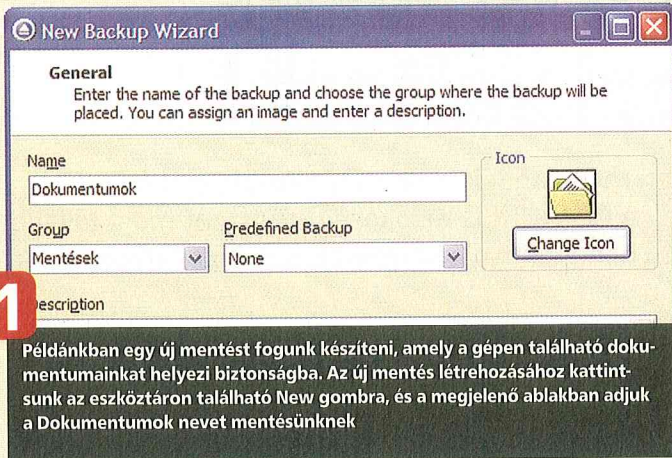 New Backup Wizard
General
Enter the name of the backup and choose the group where the backup will be
placed. You can assign an image and enter a description.
Name
Icon
Dokumentumok
Group
Predefined Backup
Mentések
None
Change Icon
1
escription
Példánkban egy új mentést fogunk készíteni, amely a gépen található doku-
mentumainkat helyezi biztonságba. Az új mentés létrehozásához kattint-
sunk az eszköztáron található New gombra, és a megjelenő ablakban adjuk
a Dokumentumok nevet mentésünknek